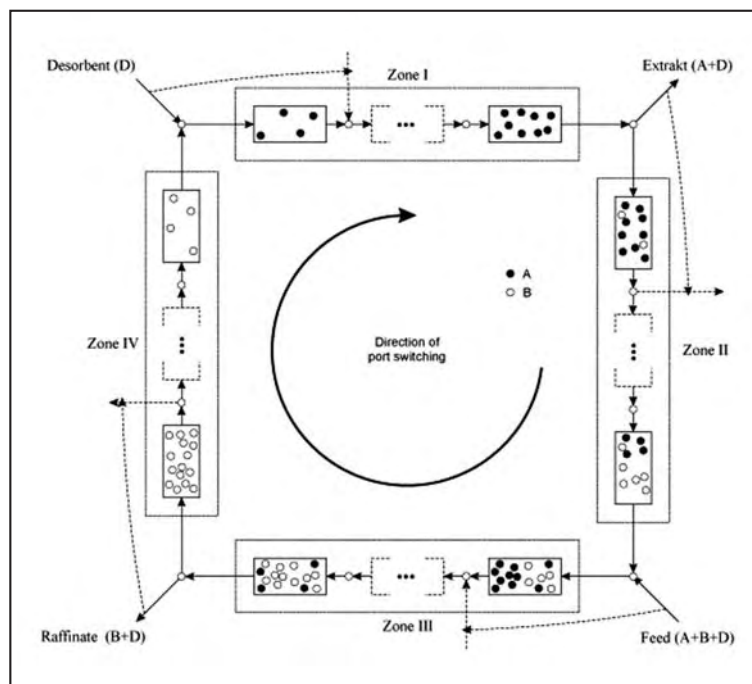 Desorbent (D)
Zone I
Extrakt (A+D)
A
B
Direction of
port switching
Zone IV
Zone II
Raffinate (B+D)
Zone III
Feed (A+B+D)